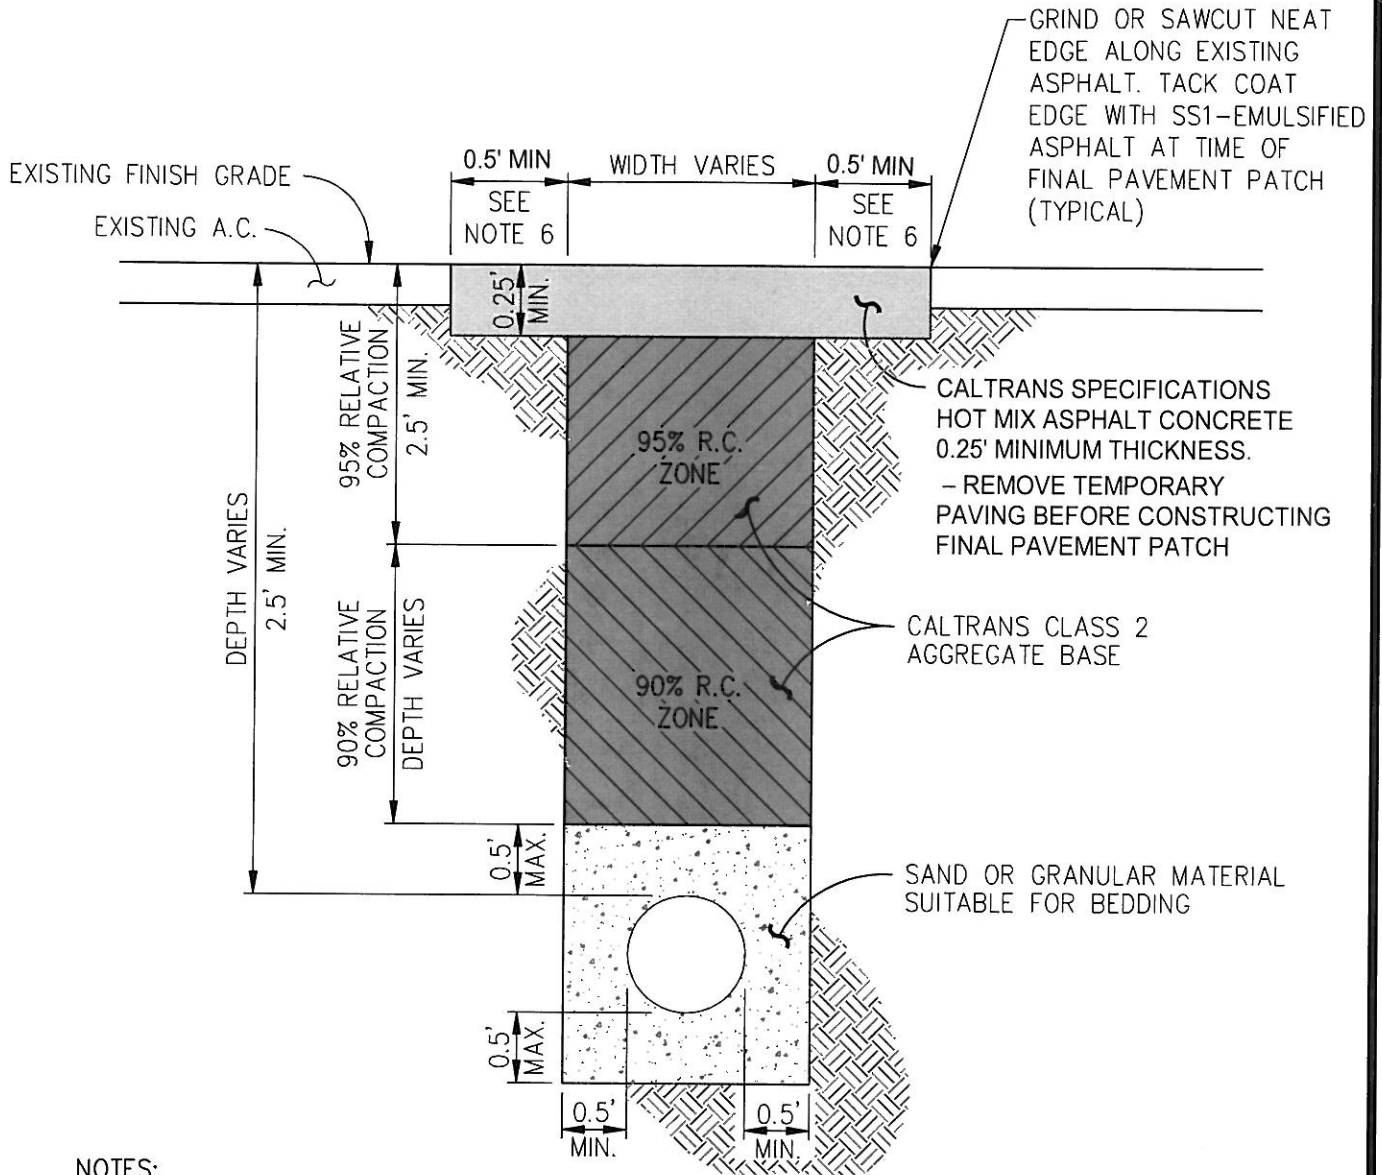 GRIND OR SAWCUT NEAT
EDGE ALONG EXISTING
ASPHALT. TACK COAT
EDGE WITH SS1-EMULSIFIED
ASPHALT AT TIME OF
FINAL PAVEMENT PATCH
(TYPICAL)
0.5' MIN
WIDTH VARIES
0.5' MIN
EXISTING FINISH GRADE
SEE
NOTE 6
SEE
NOTE 6
EXISTING A.C.
0.25'
MIN.
95% RELATIVE
COMPACTION
2.5' MIN.
95% R.C.
ZONE
CALTRANS SPECIFICATIONS
HOT MIX ASPHALT CONCRETE
0.25' MINIMUM THICKNESS.
– REMOVE TEMPORARY
PAVING BEFORE CONSTRUCTING
FINAL PAVEMENT PATCH
DEPTH VARIES
2.5' MIN.
90% RELATIVE
COMPACTION
DEPTH VARIES
90% R.C.
ZONE
CALTRANS CLASS 2
AGGREGATE BASE
0.5'
MAX.
SAND OR GRANULAR MATERIAL
SUITABLE FOR BEDDING
0.5'
MAX.
0.5'
MIN.
0.5'
MIN.
NOTES: